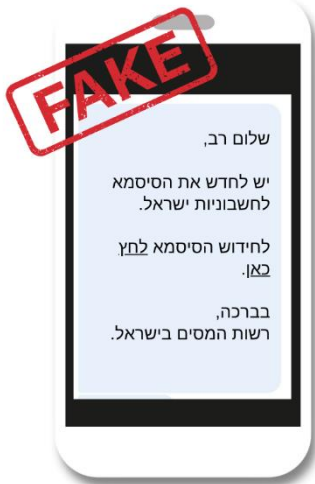 FAKE
שלום רב,
יש לחדש את הסיסמא
לחשבוניות ישראל.
לחידוש הסיסמא לחץ
כאן.
בברכה,
רשות המסים בישראל.